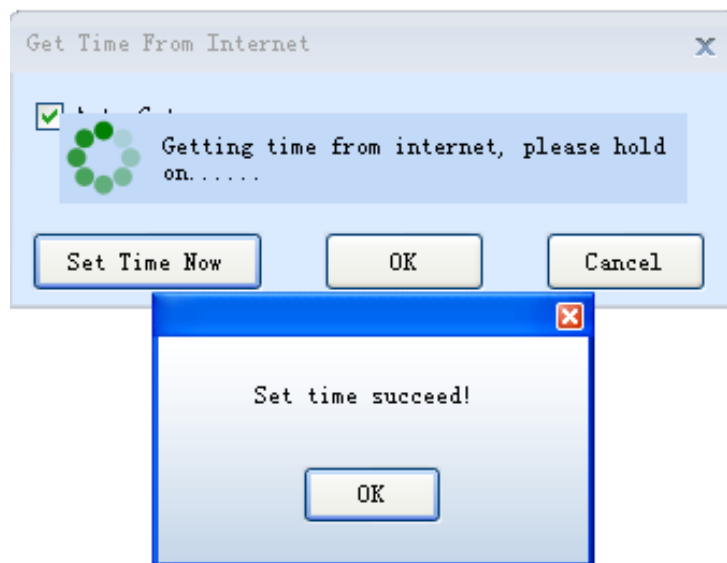 Get Time From Internet
Getting time from internet, please hold
on......
Set Time Now
OK
Cancel
Set time succeed!
OK